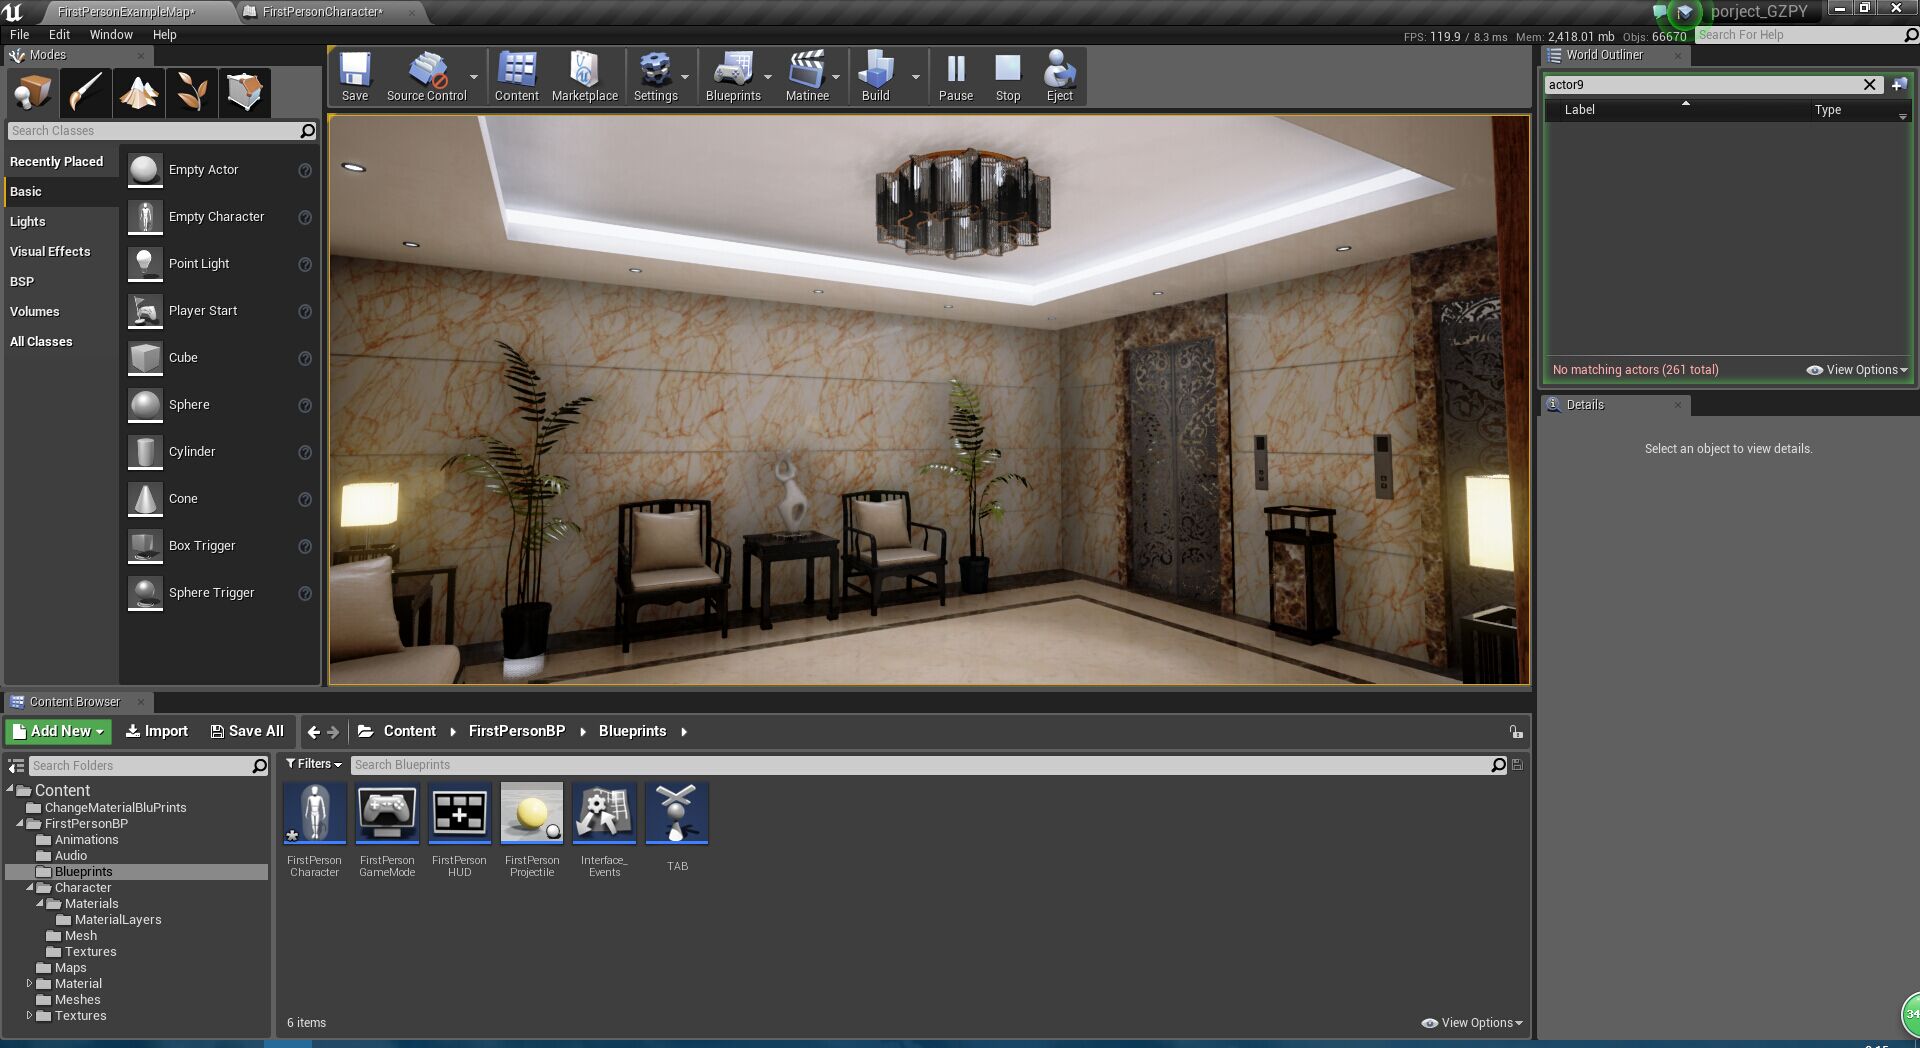 FirstPersonExampleMap*
FirstPersonCharacter*
porject_GZPY
File Edit Window Help
FPS: 119.9 / 8.3 ms Mem: 2,418.01 mb Objs: 66670
Search For Help
Modes
Save
Source Control
Content
Marketplace
Settings
Blueprints
Matinee
Build
Pause
Stop
Eject
World Outliner
actor9
Label
Type
No matching actors (261 total)
View Options
Details
Select an object to view details.
Search Classes
Recently Placed
Basic
Lights
Visual Effects
BSP
Volumes
All Classes
Empty Actor
Empty Character
Point Light
Player Start
Cube
Sphere
Cylinder
Cone
Box Trigger
Sphere Trigger
Content Browser
Add New
Import
Save All
Content
FirstPersonBP
Blueprints
Search Folders
Filters
Search Blueprints
Content
ChangeMaterialBluPrints
FirstPersonBP
Animations
Audio
Blueprints
Character
Materials
MaterialLayers
Mesh
Textures
Maps
Material
Meshes
Textures
FirstPerson
Character
FirstPerson
GameMode
FirstPerson
HUD
FirstPerson
Projectile
Interface_
Events
TAB
6 items
View Options
34